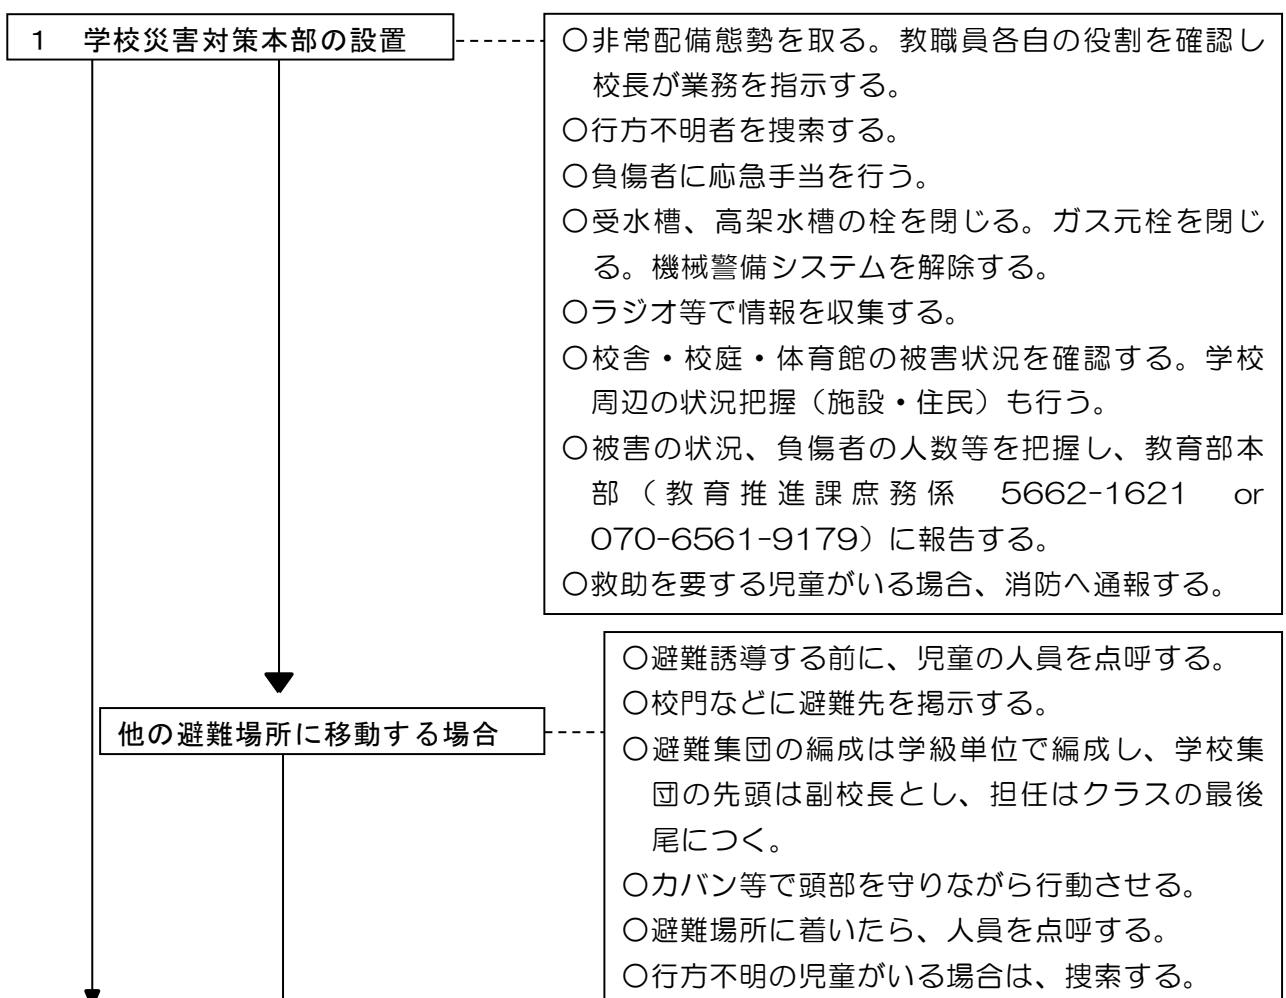 1 学校災害対策本部の設置
○非常配備態勢を取る。教職員各自の役割を確認し
校長が業務を指示する。
○行方不明者を捜索する。
○負傷者に応急手当を行う。
○受水槽、高架水槽の栓を閉じる。ガス元栓を閉じ
る。機械警備システムを解除する。
○ラジオ等で情報を収集する。
○校舎・校庭・体育館の被害状況を確認する。学校
周辺の状況把握（施設・住民）も行う。
○被害の状況、負傷者の人数等を把握し、教育部本
部（教育推進課庶務係 5662-1621 or
070-6561-9179）に報告する。
○救助を要する児童がいる場合、消防へ通報する。
他の避難場所に移動する場合
○避難誘導する前に、児童の人員を点呼する。
○校門などに避難先を掲示する。
○避難集団の編成は学級単位で編成し、学校集
団の先頭は副校長とし、担任はクラスの最後
尾につく。
○カバン等で頭部を守りながら行動させる。
○避難場所に着いたら、人員を点呼する。
○行方不明の児童がいる場合は、捜索する。